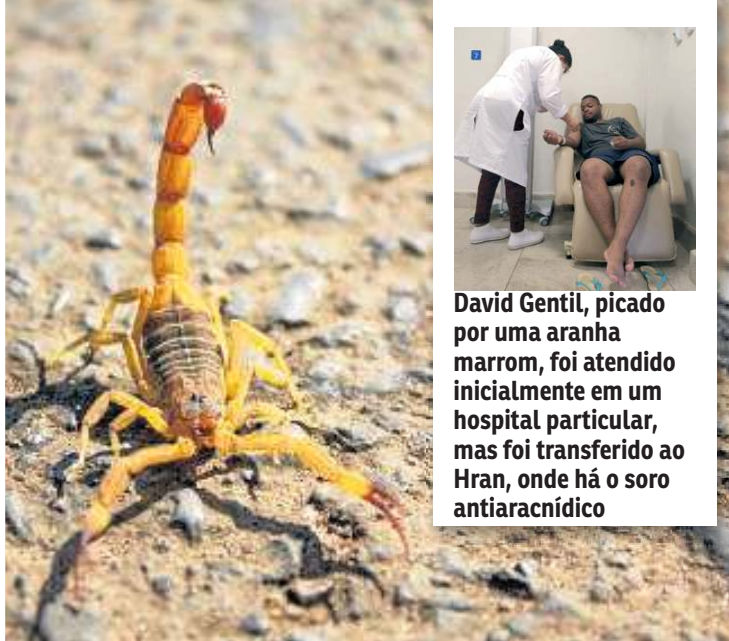 David Gentil, picado
por uma aranha
marrom, foi atendido
inicialmente em um
hospital particular,
mas foi transferido ao
Hran, onde há o soro
antiaracnídico